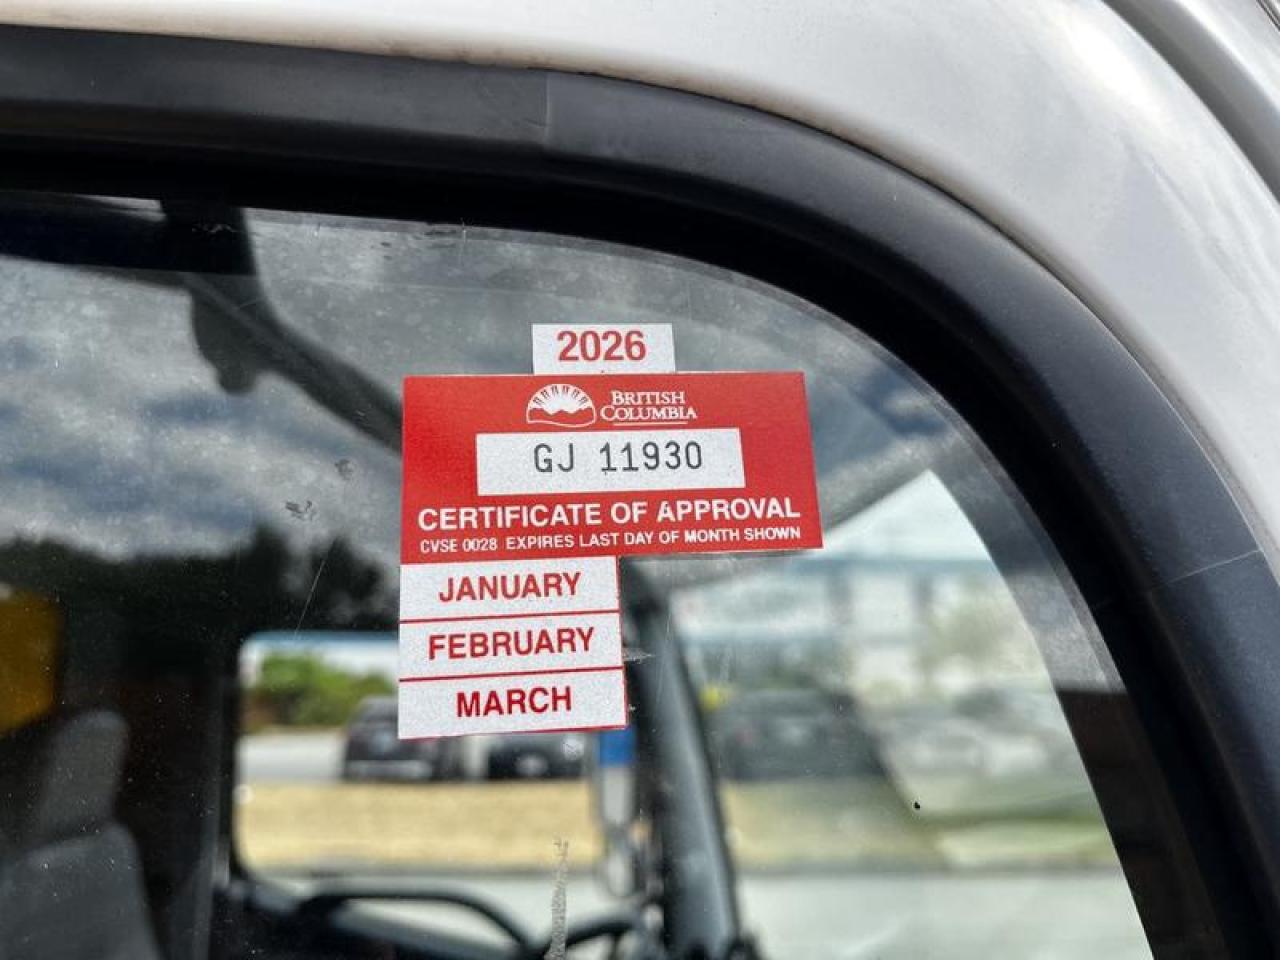 2026
BRITISH
COLUMBIA
GJ 11930
CERTIFICATE OF APPROVAL
CVSE 0028 EXPIRES LAST DAY OF MONTH SHOWN
JANUARY
FEBRUARY
MARCH